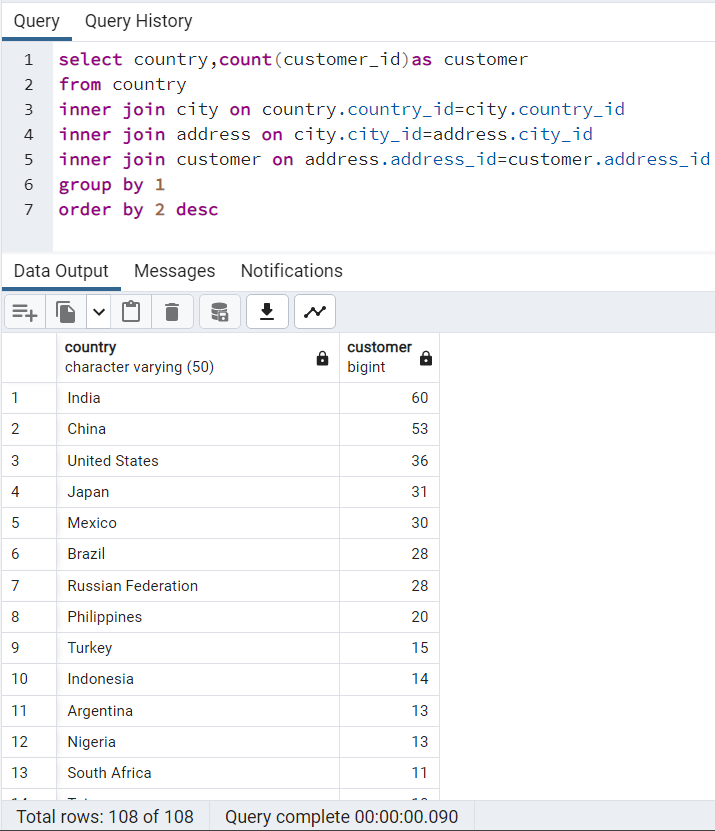 Query Query History
1 select country,count(customer_id)as customer
2 from country
3 inner join city on country.country_id=city.country_id
4 inner join address on city.city_id=address.city_id
5 inner join customer on address.address_id=customer.address_id
6 group by 1
7 order by 2 desc
Data Output Messages Notifications
country customer
character varying (50) bigint
1 India 60
2 China 53
3 United States 36
4 Japan 31
5 Mexico 30
6 Brazil 28
7 Russian Federation 28
8 Philippines 20
9 Turkey 15
10 Indonesia 14
11 Argentina 13
12 Nigeria 13
13 South Africa 11
Total rows: 108 of 108 Query complete 00:00:00.090